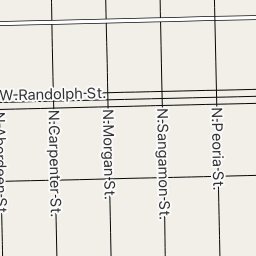 W. Randolph St.
N. Aberdeen St.
N. Carpenter St.
N. Morgan St.
N. Sangamon St.
N. Peoria St.